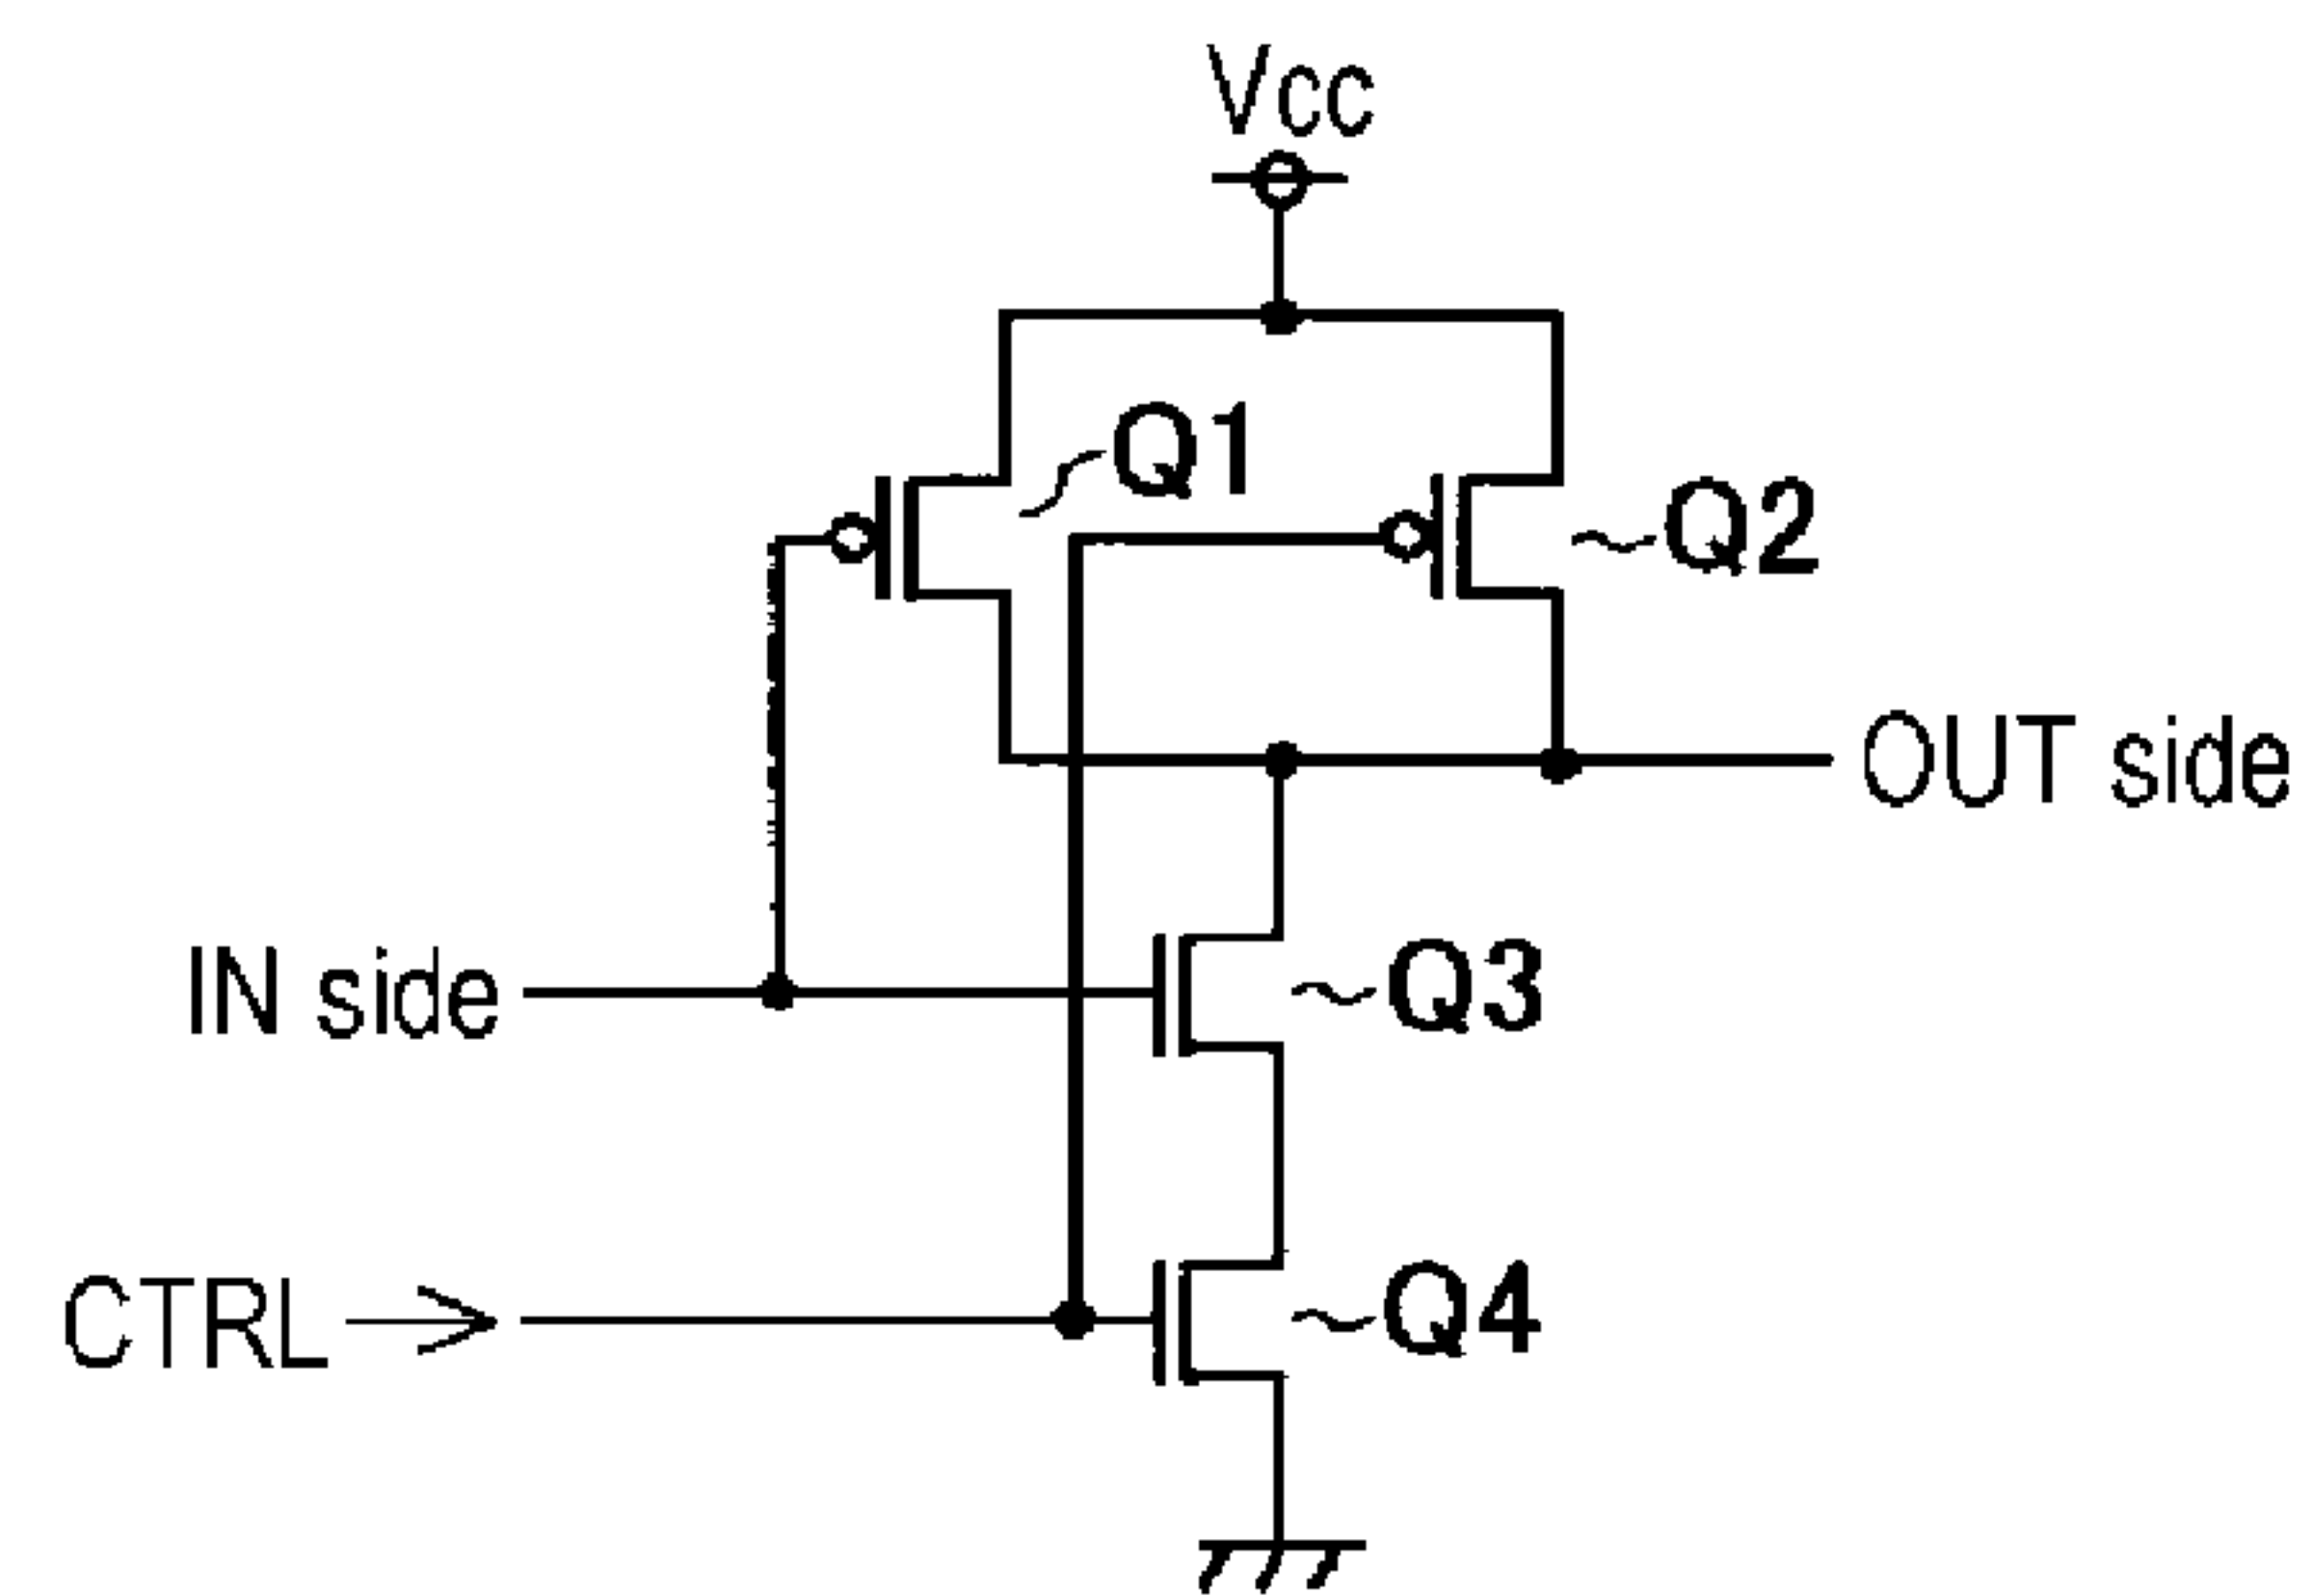 Vcc
Q1
Q2
OUT side
IN side
Q3
CTRL
Q4